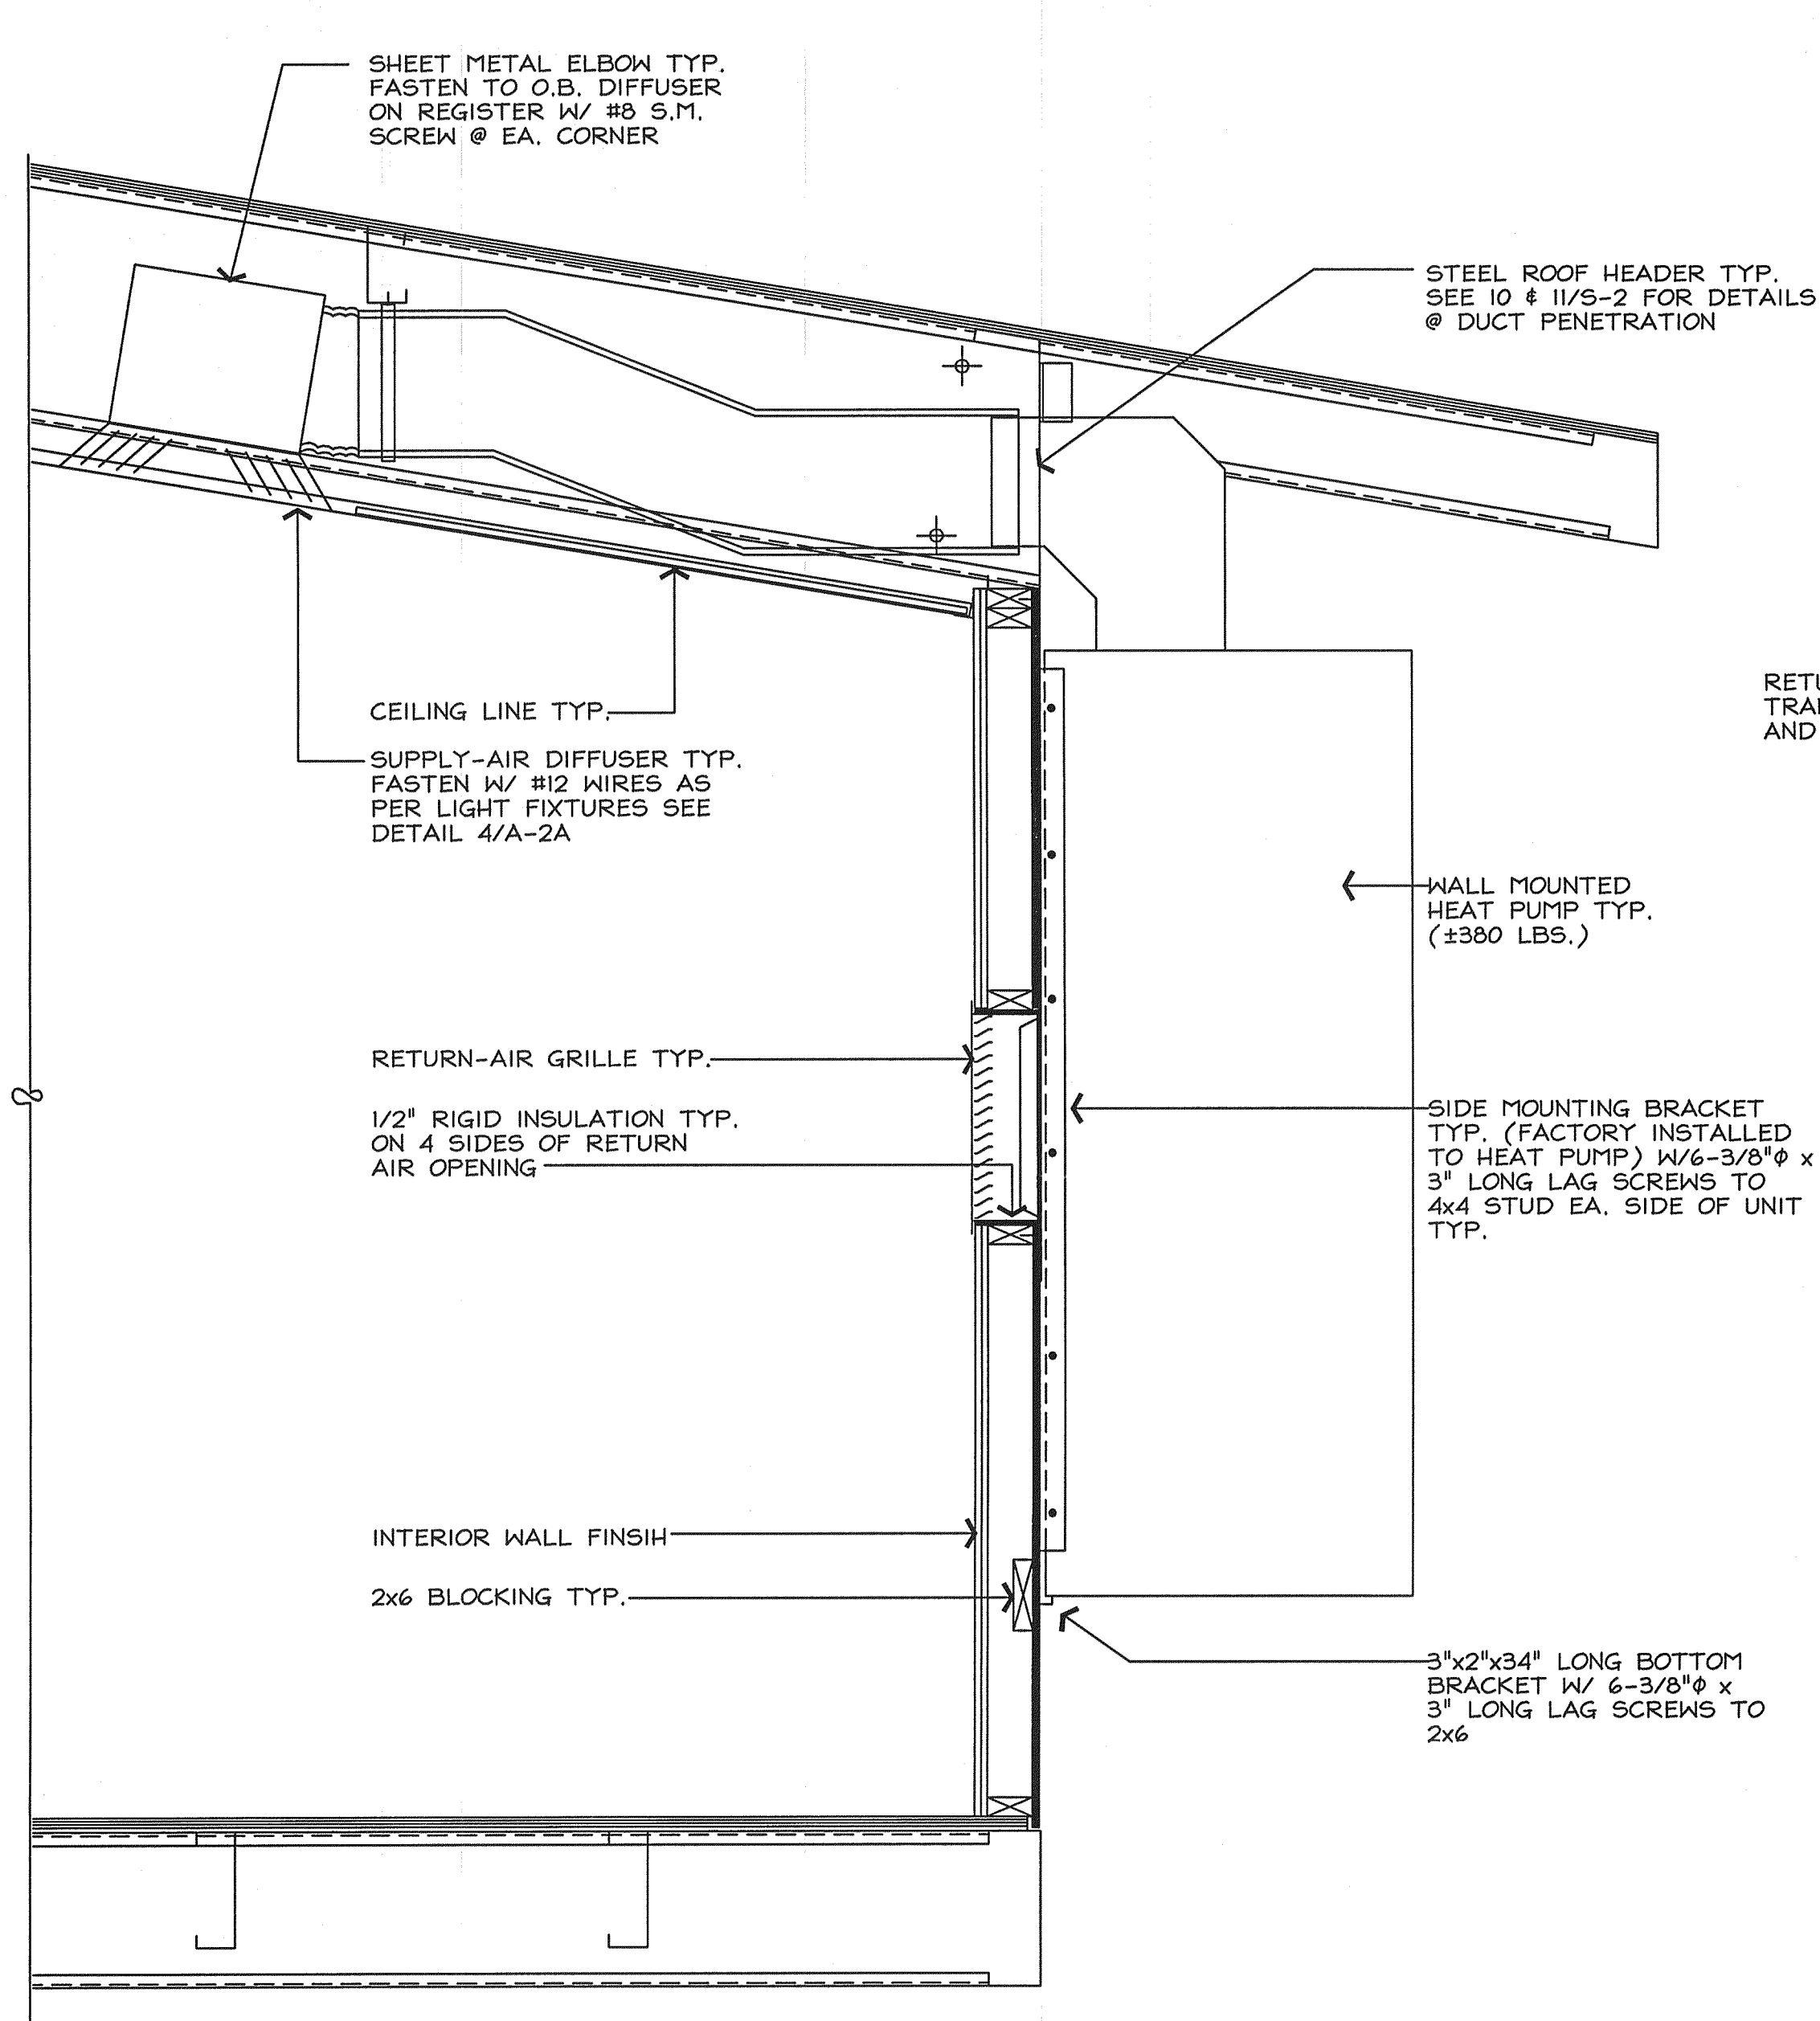 SHEET METAL ELBOW TYP.
FASTEN TO O.B. DIFFUSER
ON REGISTER W/ #8 S.M.
SCREW @ EA. CORNER
STEEL ROOF HEADER TYP.
SEE 10 & 11/S-2 FOR DETAILS
@ DUCT PENETRATION
CEILING LINE TYP.
SUPPLY-AIR DIFFUSER TYP.
FASTEN W/ #12 WIRES AS
PER LIGHT FIXTURES SEE
DETAIL 4/A-2A
AND
WALL MOUNTED
HEAT PUMP TYP.
(±380 LBS.)
RETURN-AIR GRILLE TYP.
1/2" RIGID INSULATION TYP.
ON 4 SIDES OF RETURN
AIR OPENING
SIDE MOUNTING BRACKET
TYP. (FACTORY INSTALLED
TO HEAT PUMP) W/6-3/8"ϕ x
3" LONG LAG SCREWS TO
4x4 STUD EA. SIDE OF UNIT
TYP.
INTERIOR WALL FINSIH
2x6 BLOCKING TYP.
3"x2"x34" LONG BOTTOM
BRACKET W/ 6-3/8"ϕ x
3" LONG LAG SCREWS TO
2x6